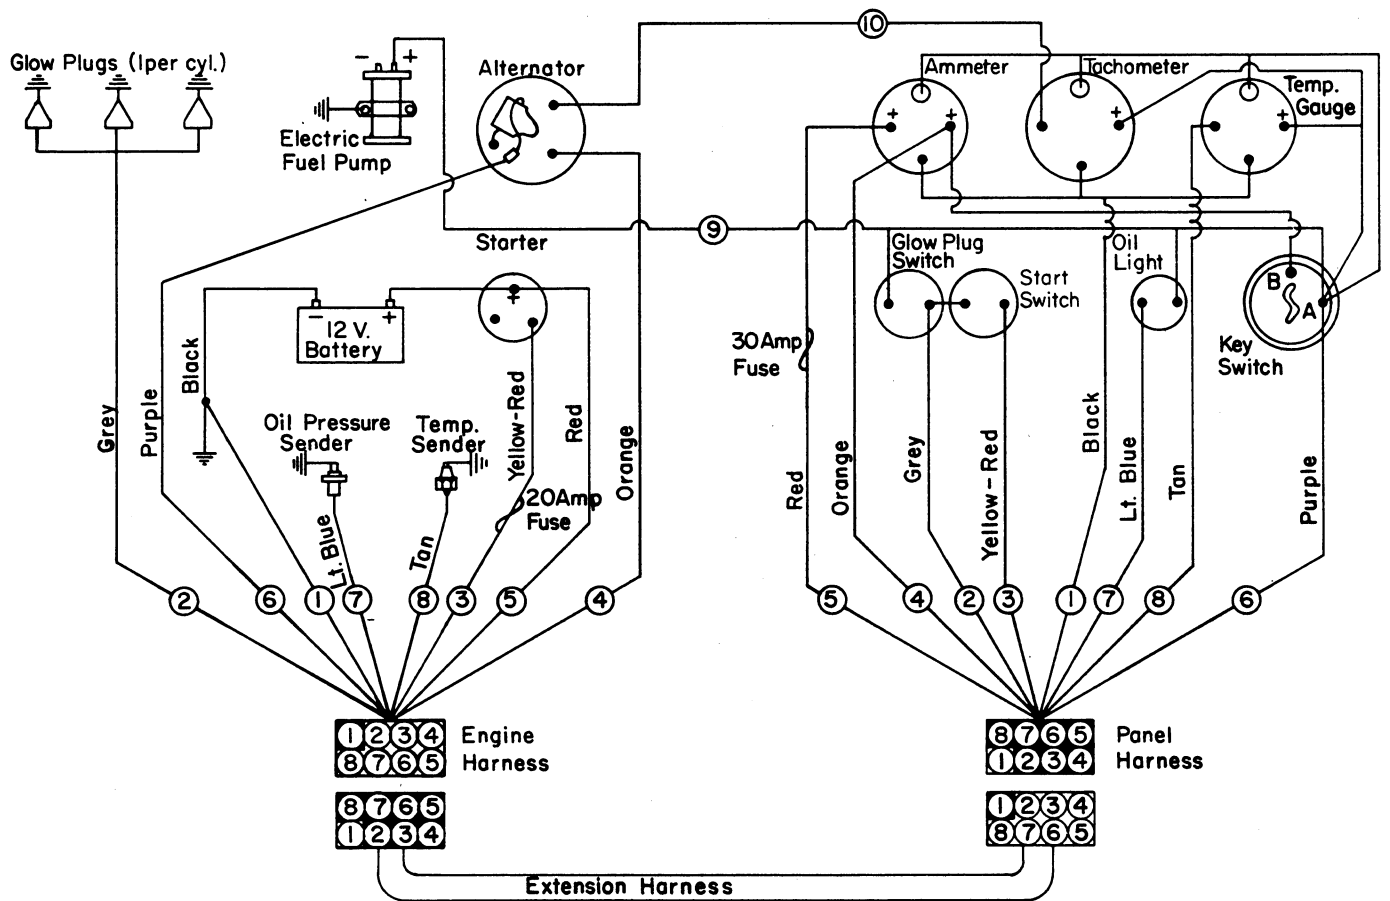 10
Glow Plugs (1per cyl.)
- +
Alternator
Ammeter
Tachometer
Temp.
Gauge
+ + + +
Electric
Fuel Pump
9
Starter
Glow Plug
Switch
Start
Switch
Oil
Light
B
A
Key
Switch
- +
12 V.
Battery
+
30Amp
Fuse
Grey
Purple
Black
Oil Pressure
Sender
Temp.
Sender
Yellow-Red
Red
Orange
20Amp
Fuse
Lt. Blue
Tan
Red
Orange
Grey
Yellow-Red
Black
Lt. Blue
Tan
Purple
2 6 1 7 8 3 5 4
5 4 2 3 1 7 8 6
1 2 3 4
8 7 6 5
Engine
Harness
8 7 6 5
1 2 3 4
Panel
Harness
8 7 6 5
1 2 3 4
1 2 3 4
8 7 6 5
Extension Harness